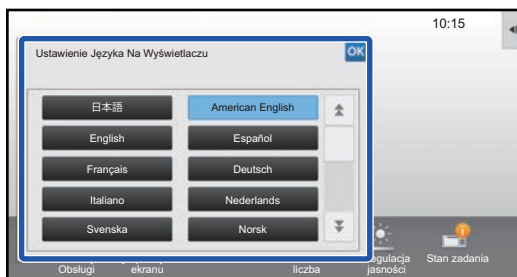 10:15
Ustawienie Języka Na Wyświetlaczu
OK
日本語
American English
English
Español
Français
Deutsch
Italiano
Nederlands
Svenska
Norsk
Obsługi
ekranu
liczba
jasności
Stan zadania